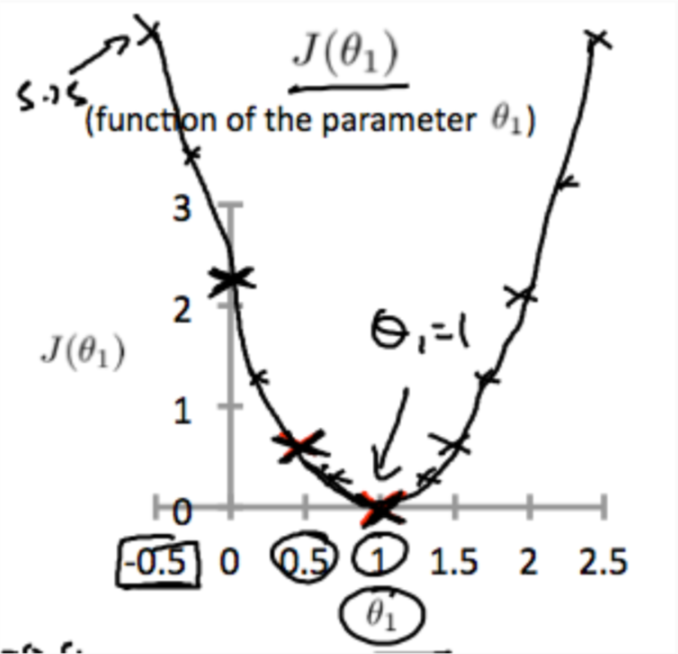 J(θ₁)
5.25
(function of the parameter θ₁)
3
2
θ₁=1
J(θ₁)
1
0
-0.5 0 0.5 1 1.5 2 2.5
θ₁